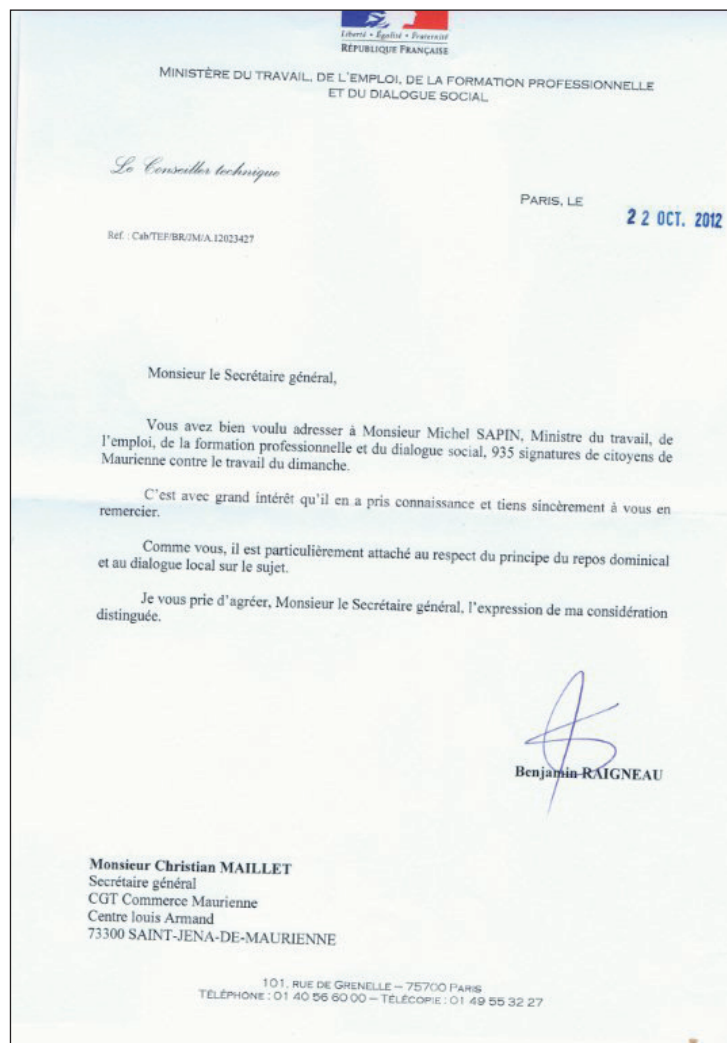 Liberté • Égalité • Fraternité
RÉPUBLIQUE FRANÇAISE
MINISTÈRE DU TRAVAIL, DE L'EMPLOI, DE LA FORMATION PROFESSIONNELLE
ET DU DIALOGUE SOCIAL
Le Conseiller technique
PARIS, LE
22 OCT. 2012
Réf. : Cab/TEF/BR/JM/A.12023427
Monsieur le Secrétaire général,
Vous avez bien voulu adresser à Monsieur Michel SAPIN, Ministre du travail, de
l'emploi, de la formation professionnelle et du dialogue social, 935 signatures de citoyens de
Maurienne contre le travail du dimanche.
C'est avec grand intérêt qu'il en a pris connaissance et tiens sincèrement à vous en
remercier.
Comme vous, il est particulièrement attaché au respect du principe du repos dominical
et au dialogue local sur le sujet.
Je vous prie d'agréer, Monsieur le Secrétaire général, l'expression de ma considération
distinguée.
Benjamin RAIGNEAU
Monsieur Christian MAILLET
Secrétaire général
CGT Commerce Maurienne
Centre louis Armand
73300 SAINT-JENA-DE-MAURIENNE
101, RUE DE GRENELLE – 75700 PARIS
TÉLÉPHONE : 01 40 56 60 00 – TÉLÉCOPIE : 01 49 55 32 27